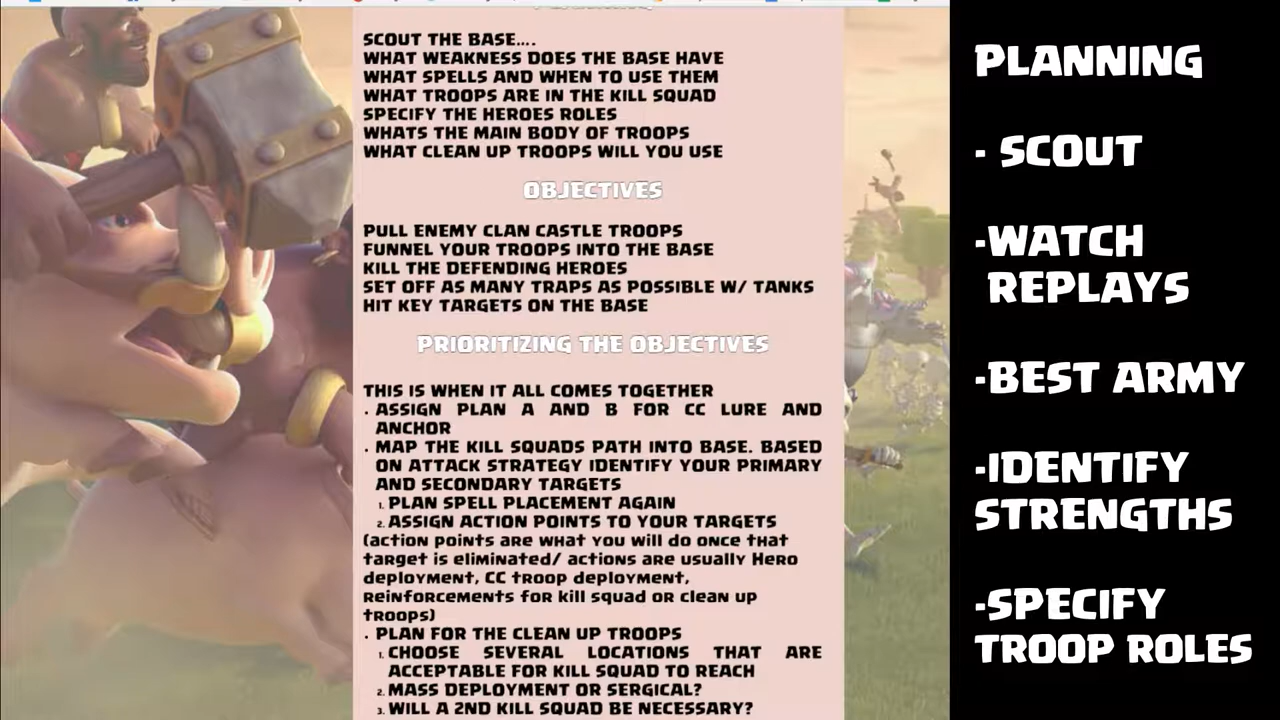 SCOUT THE BASE....
WHAT WEAKNESS DOES THE BASE HAVE
WHAT SPELLS AND WHEN TO USE THEM
WHAT TROOPS ARE IN THE KILL SQUAD
SPECIFY THE HEROES ROLES
WHATS THE MAIN BODY OF TROOPS
WHAT CLEAN UP TROOPS WILL YOU USE
OBJECTIVES
PULL ENEMY CLAN CASTLE TROOPS
FUNNEL YOUR TROOPS INTO THE BASE
KILL THE DEFENDING HEROES
SET OFF AS MANY TRAPS AS POSSIBLE W/ TANKS
HIT KEY TARGETS ON THE BASE
PRIORITIZING THE OBJECTIVES
THIS IS WHEN IT ALL COMES TOGETHER
. ASSIGN PLAN A AND B FOR CC LURE AND
ANCHOR
. MAP THE KILL SQUADS PATH INTO BASE. BASED
ON ATTACK STRATEGY IDENTIFY YOUR PRIMARY
AND SECONDARY TARGETS
1. PLAN SPELL PLACEMENT AGAIN
2. ASSIGN ACTION POINTS TO YOUR TARGETS
(action points are what you will do once that
target is eliminated/ actions are usually Hero
deployment, CC troop deployment,
reinforcements for kill squad or clean up
troops)
. PLAN FOR THE CLEAN UP TROOPS
1. CHOOSE SEVERAL LOCATIONS THAT ARE
ACCEPTABLE FOR KILL SQUAD TO REACH
2. MASS DEPLOYMENT OR SERGICAL?
3. WILL A 2ND KILL SQUAD BE NECESSARY?
PLANNING
- SCOUT
-WATCH
REPLAYS
-BEST ARMY
-IDENTIFY
STRENGTHS
-SPECIFY
TROOP ROLES